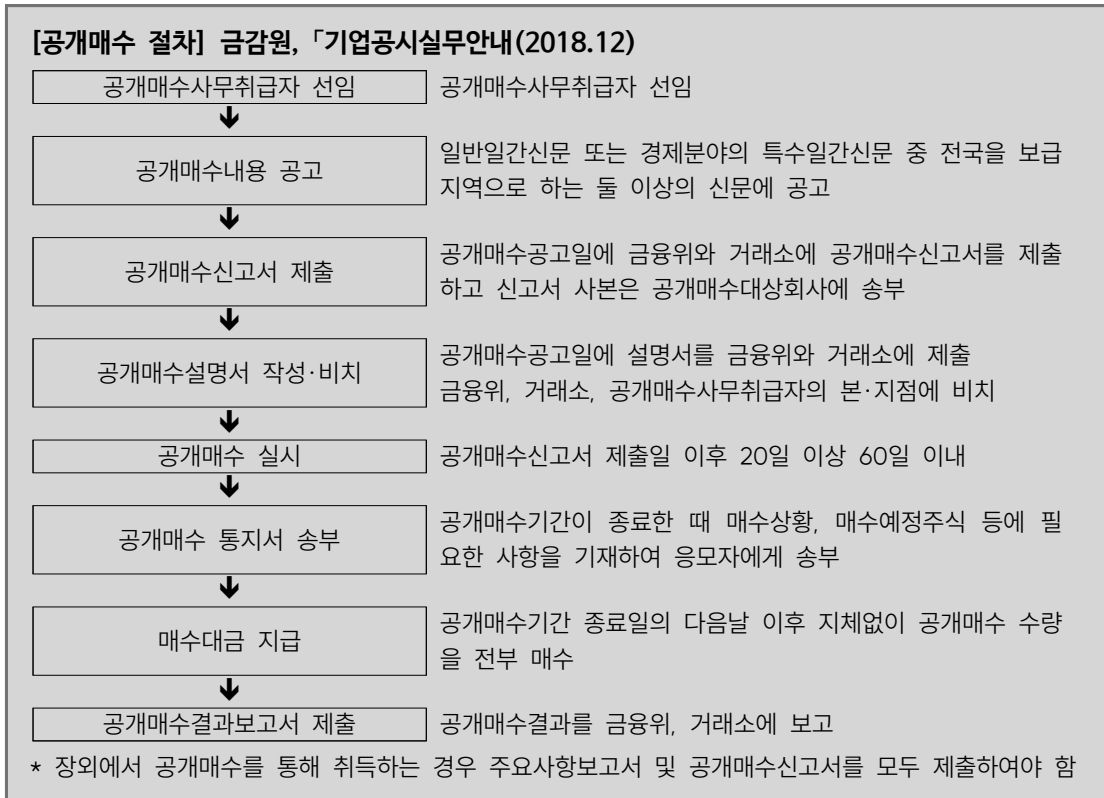 [공개매수 절차] 금감원, 「기업공시실무안내(2018.12)
공개매수사무취급자 선임
공개매수사무취급자 선임
공개매수내용 공고
일반일간신문 또는 경제분야의 특수일간신문 중 전국을 보급
지역으로 하는 둘 이상의 신문에 공고
공개매수신고서 제출
공개매수공고일에 금융위와 거래소에 공개매수신고서를 제출
하고 신고서 사본은 공개매수대상회사에 송부
공개매수설명서 작성·비치
공개매수공고일에 설명서를 금융위와 거래소에 제출
금융위, 거래소, 공개매수사무취급자의 본·지점에 비치
공개매수 실시
공개매수신고서 제출일 이후 20일 이상 60일 이내
공개매수 통지서 송부
공개매수기간이 종료한 때 매수상황, 매수예정주식 등에 필
요한 사항을 기재하여 응모자에게 송부
매수대금 지급
공개매수기간 종료일의 다음날 이후 지체없이 공개매수 수량
을 전부 매수
공개매수결과보고서 제출
공개매수결과를 금융위, 거래소에 보고
* 장외에서 공개매수를 통해 취득하는 경우 주요사항보고서 및 공개매수신고서를 모두 제출하여야 함